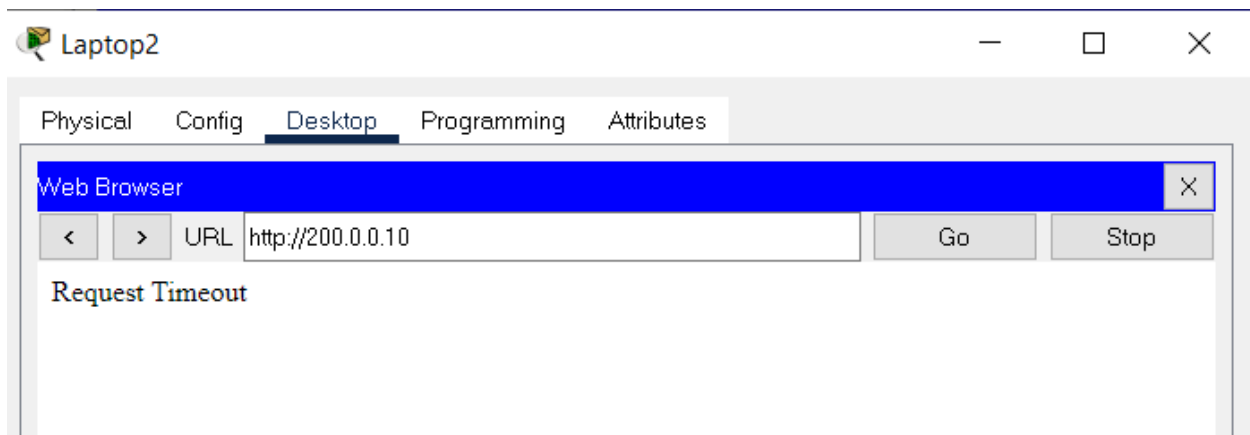 Laptop2
Physical Config Desktop Programming Attributes
Web Browser X
< > URL http://200.0.0.10 Go Stop
Request Timeout